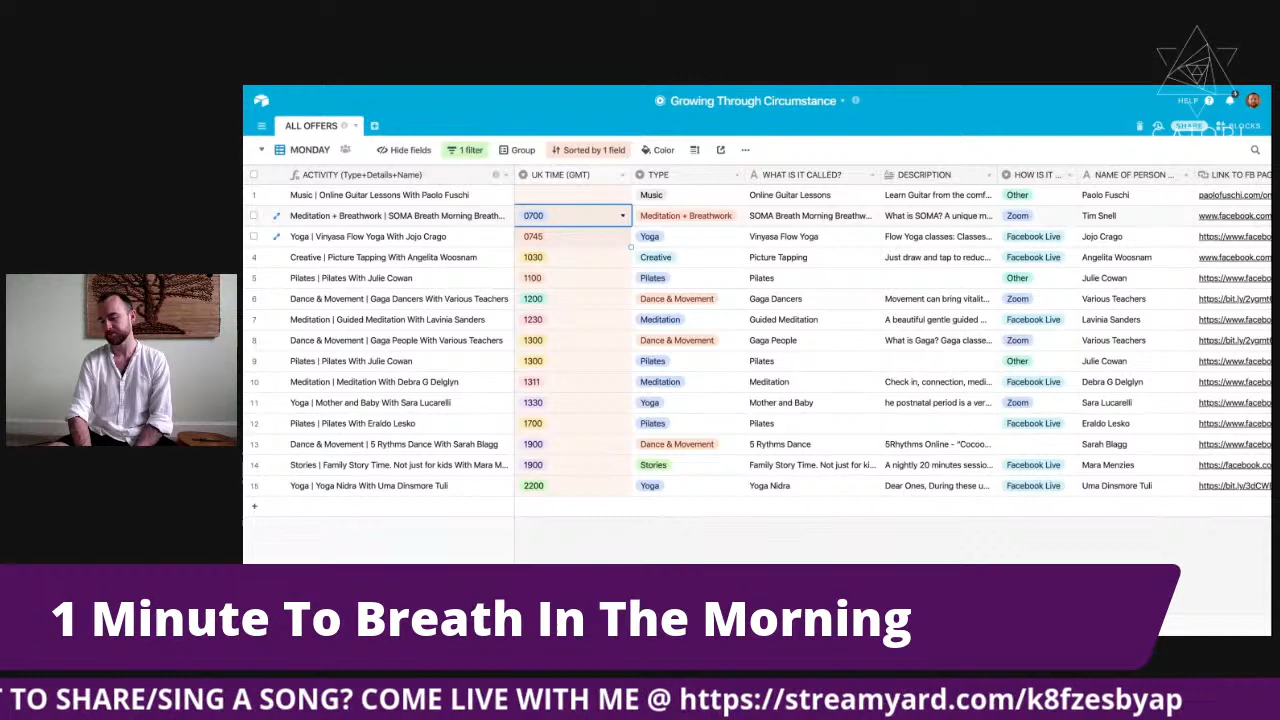 Growing Through Circumstance
HELP
ALL OFFERS
SHARE BLOCKS
MONDAY Hide fields 1 filter Group Sorted by 1 field Color
ACTIVITY (Type+Details+Name) UK TIME (GMT) TYPE WHAT IS IT CALLED? DESCRIPTION HOW IS IT ... NAME OF PERSON ... LINK TO FB PAG
1 Music | Online Guitar Lessons With Paolo Fuschi Music Online Guitar Lessons Learn Guitar from the comf... Other Paolo Fuschi paolofuschi.com/on
Meditation + Breathwork | SOMA Breath Morning Breath... 0700 Meditation + Breathwork SOMA Breath Morning Breathw... What is SOMA? A unique m... Zoom Tim Snell www.facebook.com
Yoga | Vinyasa Flow Yoga With Jojo Crago 0745 Yoga Vinyasa Flow Yoga Flow Yoga classes: Classes... Facebook Live Jojo Crago https://www.facebo
4 Creative | Picture Tapping With Angelita Woosnam 1030 Creative Picture Tapping Just draw and tap to reduc... Facebook Live Angelita Woosnam www.facebook.com
5 Pilates | Pilates With Julie Cowan 1100 Pilates Pilates Other Julie Cowan https://www.facebo
6 Dance & Movement | Gaga Dancers With Various Teachers 1200 Dance & Movement Gaga Dancers Movement can bring vitalit... Zoom Various Teachers https://bit.ly/2ygmt
7 Meditation | Guided Meditation With Lavinia Sanders 1230 Meditation Guided Meditation A beautiful gentle guided ... Facebook Live Lavinia Sanders https://www.facebo
8 Dance & Movement | Gaga People With Various Teachers 1300 Dance & Movement Gaga People What is Gaga? Gaga classe... Zoom Various Teachers https://bit.ly/2ygmt
9 Pilates | Pilates With Julie Cowan 1300 Pilates Pilates Other Julie Cowan https://www.facebo
10 Meditation | Meditation With Debra G Delglyn 1311 Meditation Meditation Check in, connection, medi... Facebook Live Debra G Delglyn https://www.facebo
11 Yoga | Mother and Baby With Sara Lucarelli 1330 Yoga Mother and Baby he postnatal period is a ver... Zoom Sara Lucarelli https://www.facebo
12 Pilates | Pilates With Eraldo Lesko 1700 Pilates Pilates Facebook Live Eraldo Lesko https://www.facebo
13 Dance & Movement | 5 Rythms Dance With Sarah Blagg 1900 Dance & Movement 5 Rythms Dance 5Rhythms Online - "Cocoo... Sarah Blagg https://www.facebo
14 Stories | Family Story Time. Not just for kids With Mara M... 1900 Stories Family Story Time. Not just for ki... A nightly 20 minutes sessio... Facebook Live Mara Menzies https://facebook.co
15 Yoga | Yoga Nidra With Uma Dinsmore Tuli 2200 Yoga Yoga Nidra Dear Ones, During these u... Facebook Live Uma Dinsmore Tuli https://bit.ly/3dCW
1 Minute To Breath In The Morning
TO SHARE/SING A SONG? COME LIVE WITH ME @ https://streamyard.com/k8fzesbyap